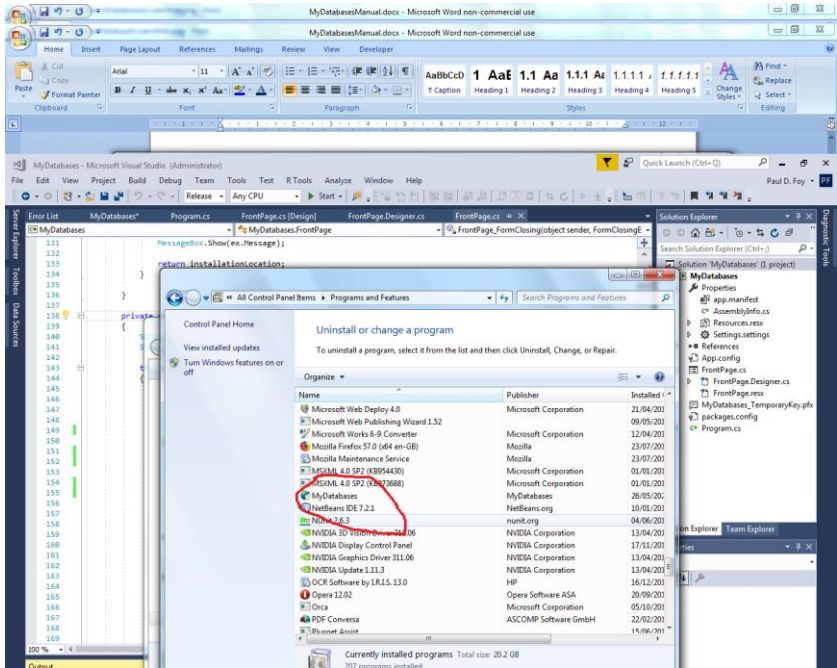 MyDatabasesManual.docx - Microsoft Word non-commercial use
MyDatabasesManual.docx - Microsoft Word non-commercial use
Home Insert Page Layout References Mailings Review View Developer
Cut
Copy
Format Painter
Paste
Arial 11
AaBbCcD 1 AaE 1.1 Aa 1.1.1 Aa 1.1.1.1 1.1.1.1.1
¶ Caption Heading 1 Heading 2 Heading 3 Heading 4 Heading 5
Change Styles
Find
Replace
Select
Clipboard Font Paragraph Styles Editing
MyDatabases - Microsoft Visual Studio (Administrator)
Quick Launch (Ctrl+Q)
File Edit View Project Build Debug Team Tools Test R Tools Analyze Window Help
Paul D. Foy PF
Release Any CPU Start
Server Explorer
Toolbox
Data Sources
Error List MyDatabases* Program.cs FrontPage.cs [Design] FrontPage.Designer.cs FrontPage.cs
MyDatabases MyDatabases.FrontPage FrontPage_FormClosing(object sender, FormClosingE
131 MessageBox.Show(ex.Message);
132
133 return installationLocation;
134 }
135
136 }
137
138 private
139 {
140
141
142
143
144 {
145
146
147
148
149
150
151
152
153
154
155
156
157
158
159
160
161
162
163
164
165
166
167
168
169
100 %
Output
All Control Panel Items Programs and Features
Search Programs and Features
Control Panel Home
View installed updates
Turn Windows features on or off
Uninstall or change a program
To uninstall a program, select it from the list and then click Uninstall, Change, or Repair.
Organize
Name Publisher Installed
Microsoft Web Deploy 4.0 Microsoft Corporation 21/04/201
Microsoft Web Publishing Wizard 1.52 09/05/201
Microsoft Works 6-9 Converter Microsoft Corporation 12/04/201
Mozilla Firefox 57.0 (x64 en-GB) Mozilla 23/07/201
Mozilla Maintenance Service Mozilla 23/07/201
MSXML 4.0 SP2 (KB954430) Microsoft Corporation 01/01/201
MSXML 4.0 SP2 (KB973688) Microsoft Corporation 01/01/201
MyDatabases MyDatabases 26/05/202
NetBeans IDE 7.2.1 NetBeans.org 10/01/201
NUnit 2.6.3 nunit.org 04/06/201
NVIDIA 3D Vision Driver 311.06 NVIDIA Corporation 13/04/201
NVIDIA Display Control Panel NVIDIA Corporation 17/11/201
NVIDIA Graphics Driver 311.06 NVIDIA Corporation 13/04/201
NVIDIA Update 1.11.3 NVIDIA Corporation 13/04/201
OCR Software by I.R.I.S. 13.0 HP 16/12/201
Opera 12.02 Opera Software ASA 20/09/201
Orca Microsoft Corporation 05/10/201
PDF Conversa ASCOMP Software GmbH 22/02/201
Plusnet Assist 15/06/201
Currently installed programs Total size: 20.2 GB
207 programs installed
Solution Explorer
Search Solution Explorer (Ctrl+;)
Solution 'MyDatabases' (1 project)
MyDatabases
Properties
app.manifest
AssemblyInfo.cs
Resources.resx
Settings.settings
References
App.config
FrontPage.cs
FrontPage.Designer.cs
FrontPage.resx
MyDatabases_TemporaryKey.pfx
packages.config
Program.cs
on Explorer Team Explorer
rties
Diagnostic Tools